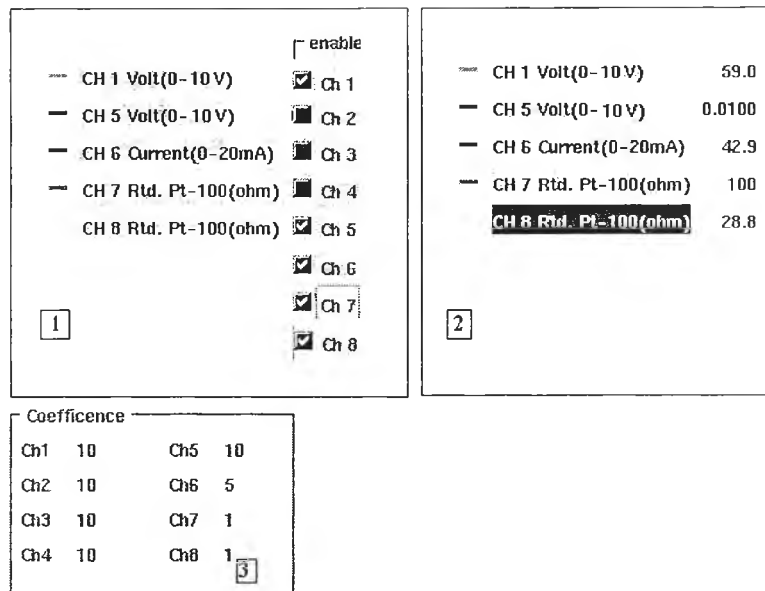 enable
CH 1 Volt(0-10V)
CH 5 Volt(0-10V)
CH 6 Current(0-20mA)
CH 7 Rtd. Pt-100(ohm)
CH 8 Rtd. Pt-100(ohm)
Ch 1
Ch 2
Ch 3
Ch 4
Ch 5
Ch 6
Ch 7
Ch 8
1
CH 1 Volt(0-10V) 59.0
CH 5 Volt(0-10V) 0.0100
CH 6 Current(0-20mA) 42.9
CH 7 Rtd. Pt-100(ohm) 100
CH 8 Rtd. Pt-100(ohm) 28.8
2
Coefficence
Ch1 10 Ch5 10
Ch2 10 Ch6 5
Ch3 10 Ch7 1
Ch4 10 Ch8 1
3